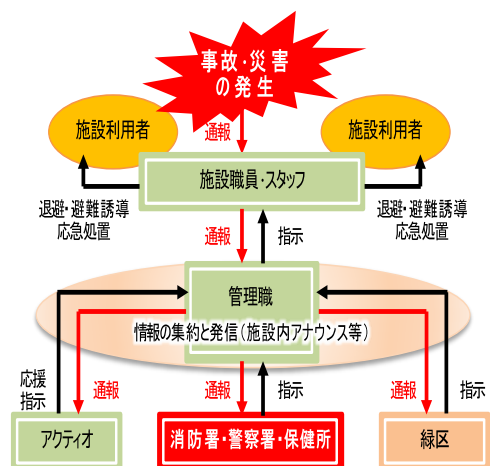 事故・災害
の発生
通報
施設利用者
施設利用者
施設職員・スタッフ
退避・避難誘導
応急処置
退避・避難誘導
応急処置
通報
指示
管理職
情報の集約と発信（施設内アナウンス等）
応援
指示
通報
通報
指示
通報
指示
アクティオ
消防署・警察署・保健所
緑区